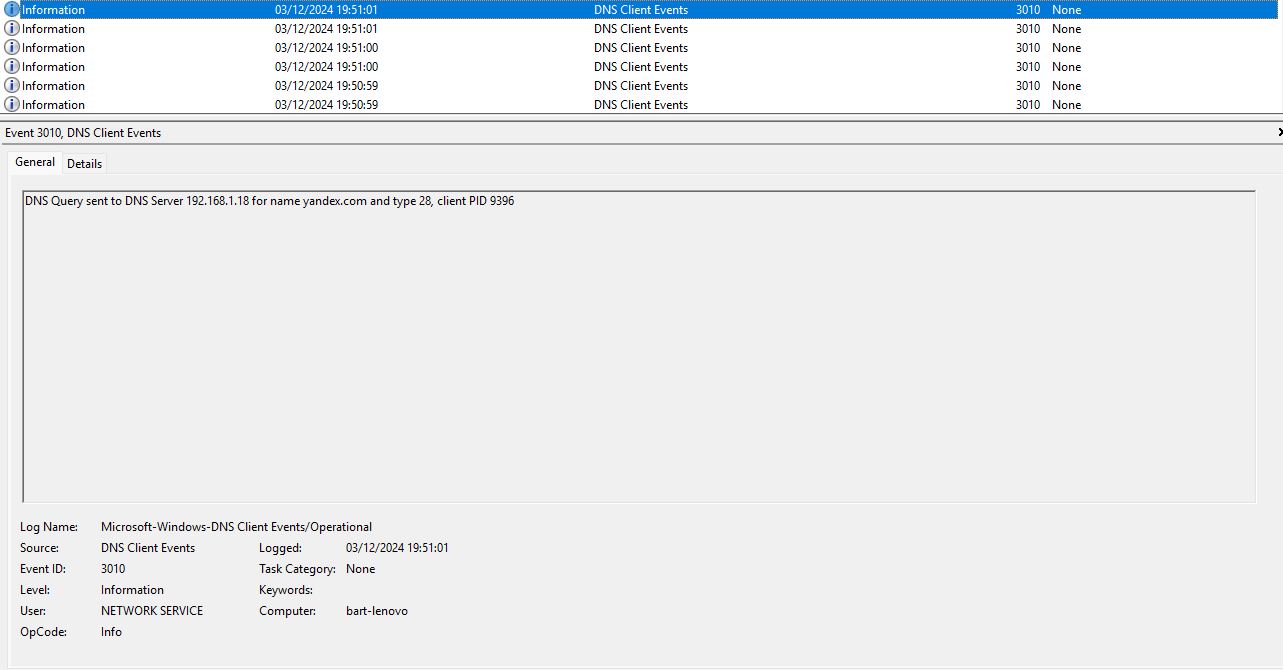 Information 03/12/2024 19:51:01 DNS Client Events 3010 None
Information 03/12/2024 19:51:01 DNS Client Events 3010 None
Information 03/12/2024 19:51:00 DNS Client Events 3010 None
Information 03/12/2024 19:51:00 DNS Client Events 3010 None
Information 03/12/2024 19:50:59 DNS Client Events 3010 None
Information 03/12/2024 19:50:59 DNS Client Events 3010 None
Event 3010, DNS Client Events
General Details
DNS Query sent to DNS Server 192.168.1.18 for name yandex.com and type 28, client PID 9396
Log Name: Microsoft-Windows-DNS Client Events/Operational
Source: DNS Client Events Logged: 03/12/2024 19:51:01
Event ID: 3010 Task Category: None
Level: Information Keywords:
User: NETWORK SERVICE Computer: bart-lenovo
OpCode: Info